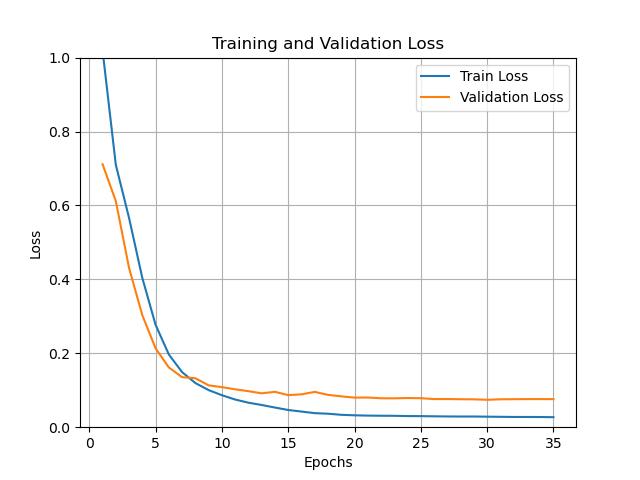 Training and Validation Loss
Train Loss
Validation Loss
1.0
0.8
0.6
0.4
0.2
0.0
Loss
0 5 10 15 20 25 30 35
Epochs